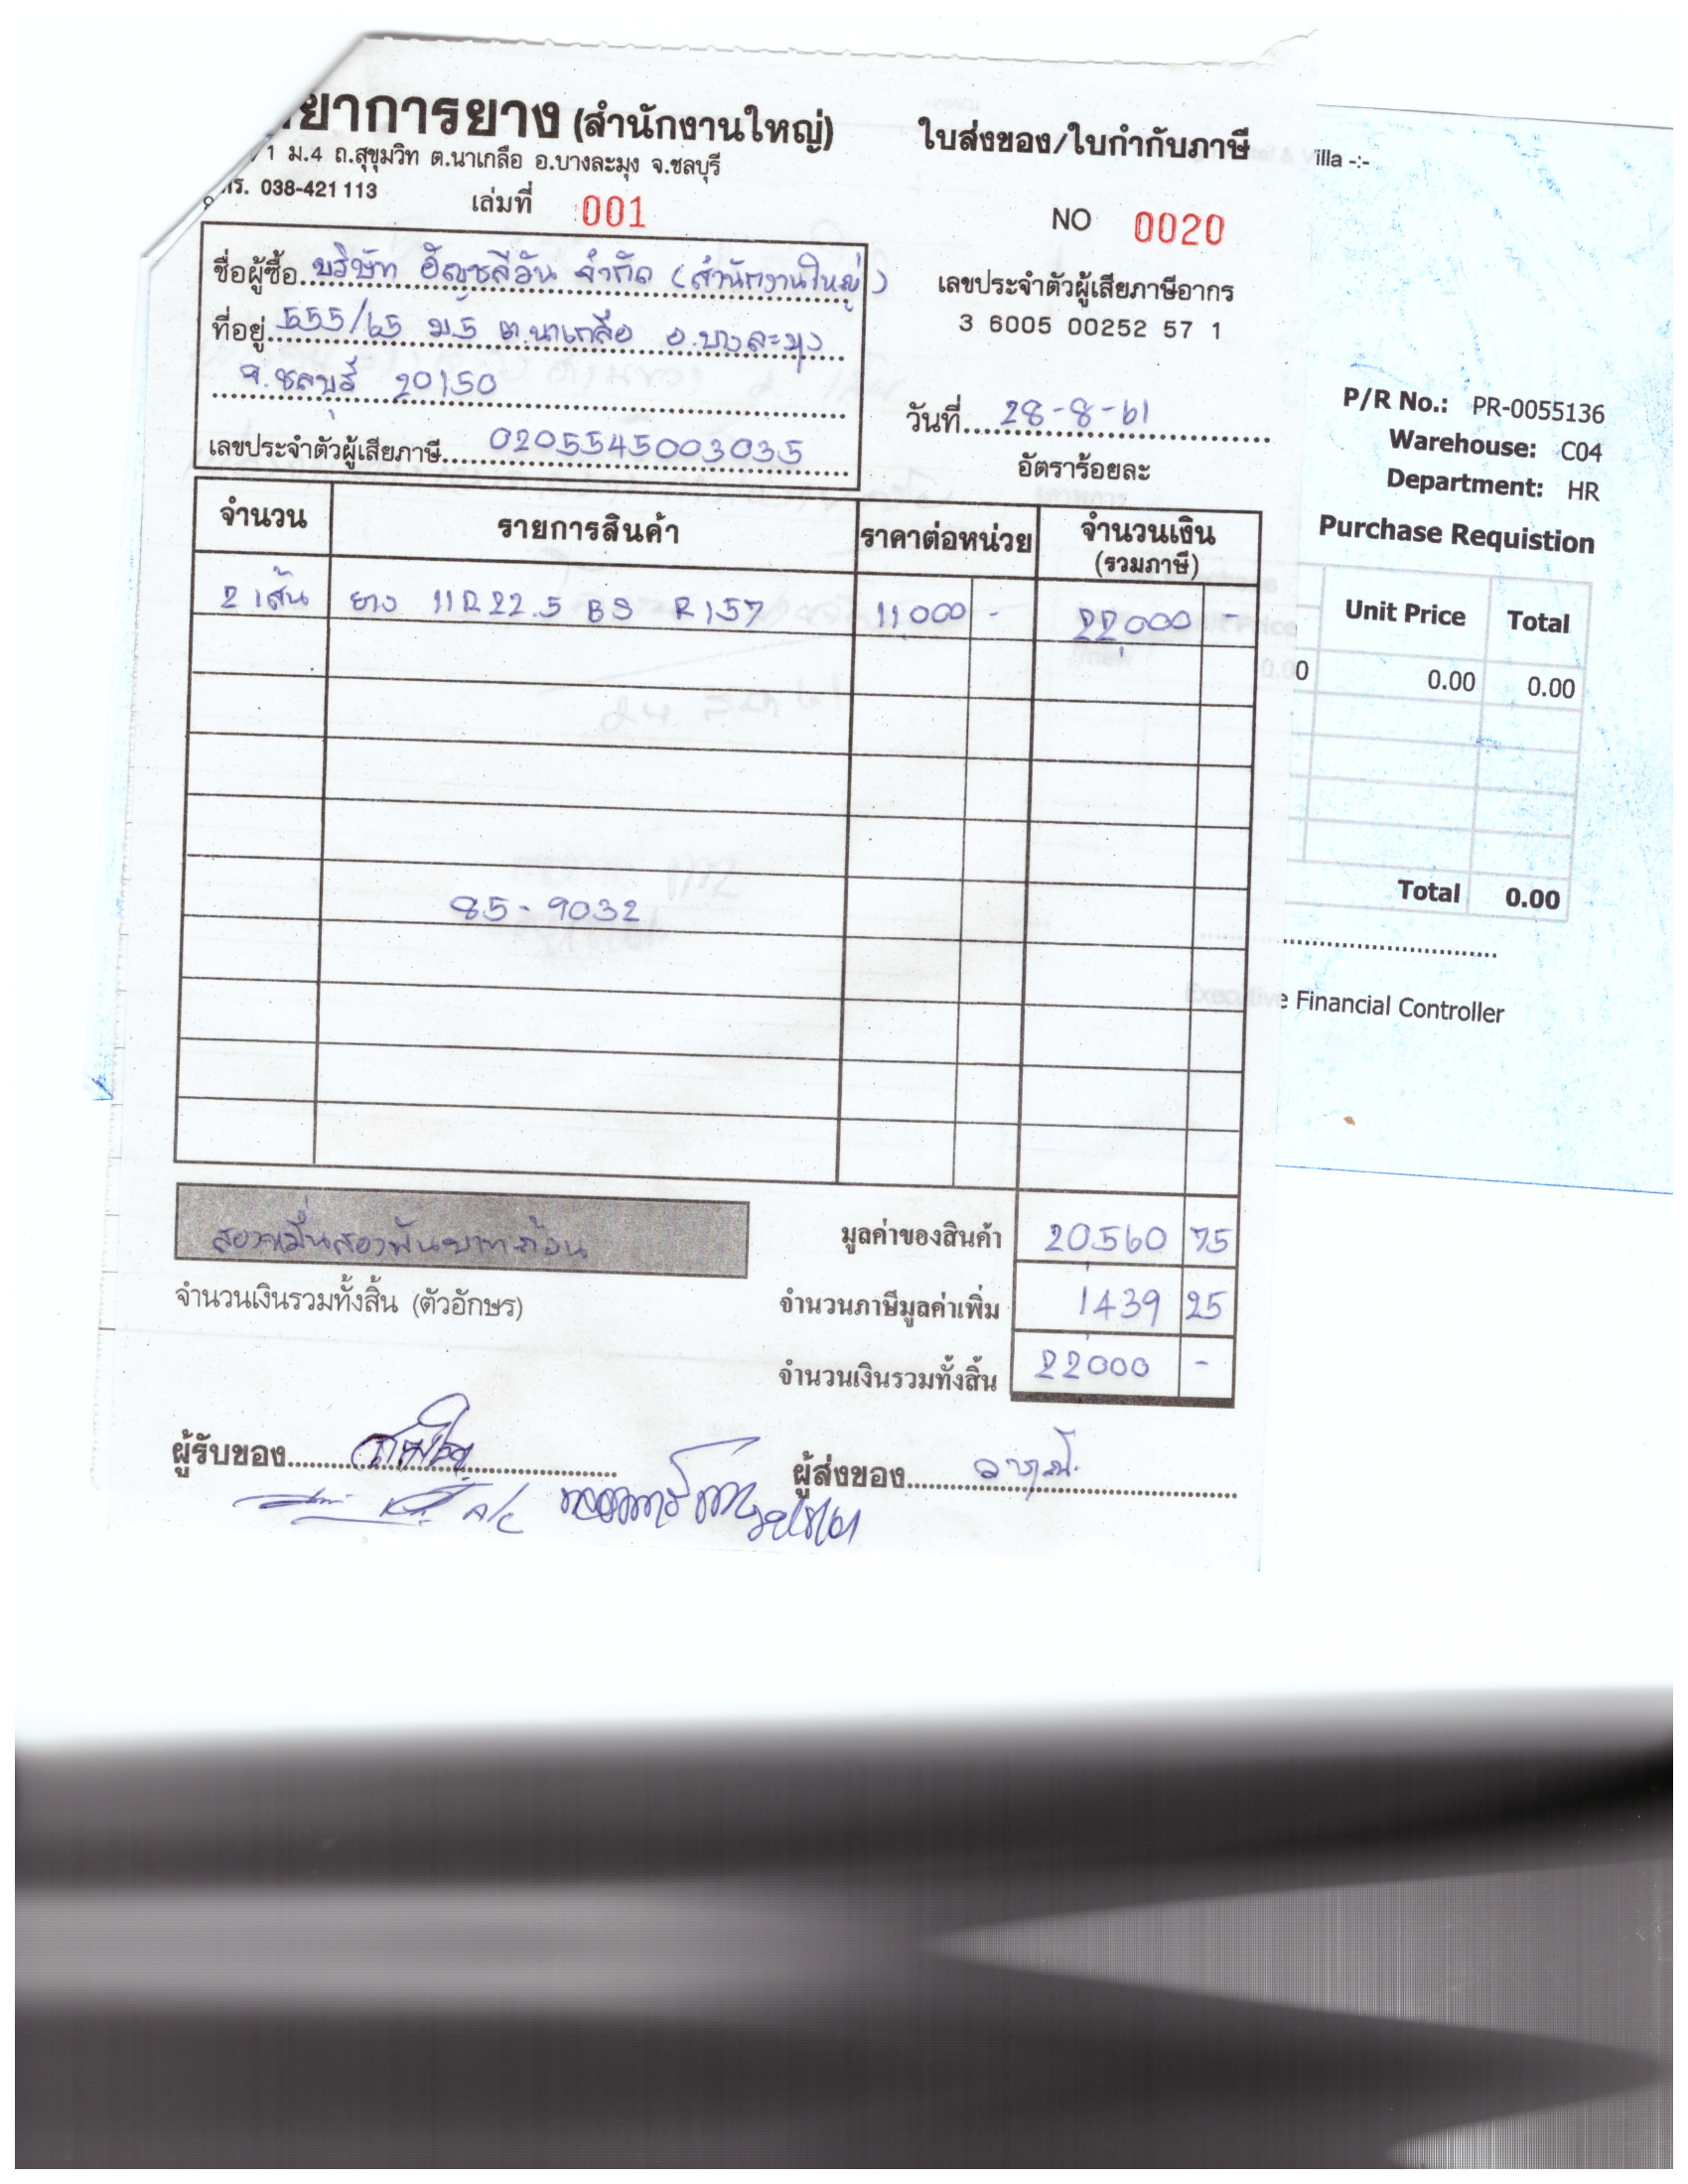 ยาการยาง (สำนักงานใหญ่)
ใบส่งของ/ใบกำกับภาษี
/1 ม.4 ถ.สุขุมวิท ต.นาเกลือ อ.บางละมุง จ.ชลบุรี
โทร. 038-421113
เล่มที่ 001
NO 0020
ชื่อผู้ซื้อ บริษัท อัญชลีวัน จำกัด (สำนักงานใหญ่)
ที่อยู่ 555/65 ม.5 ต.นาเกลือ อ.บางละมุง
จ.ชลบุรี 20150
เลขประจำตัวผู้เสียภาษี 0205545003035
เลขประจำตัวผู้เสียภาษีอากร
3 6005 00252 57 1
วันที่ 28-8-61
อัตราร้อยละ
จำนวน รายการสินค้า ราคาต่อหน่วย จำนวนเงิน
(รวมภาษี)
2 เส้น ยาง 11R22.5 BS R157 11,000 - 22,000 -
85-9032
สองหมื่นสองพันบาทถ้วน
จำนวนเงินรวมทั้งสิ้น (ตัวอักษร)
มูลค่าของสินค้า 20,560 75
จำนวนภาษีมูลค่าเพิ่ม 1,439 25
จำนวนเงินรวมทั้งสิ้น 22,000 -
ผู้รับของ
ผู้ส่งของ
illa -:-
P/R No.: PR-0055136
Warehouse: C04
Department: HR
Purchase Requistion
Unit Price Total
0 0.00 0.00
Total 0.00
Executive Financial Controller